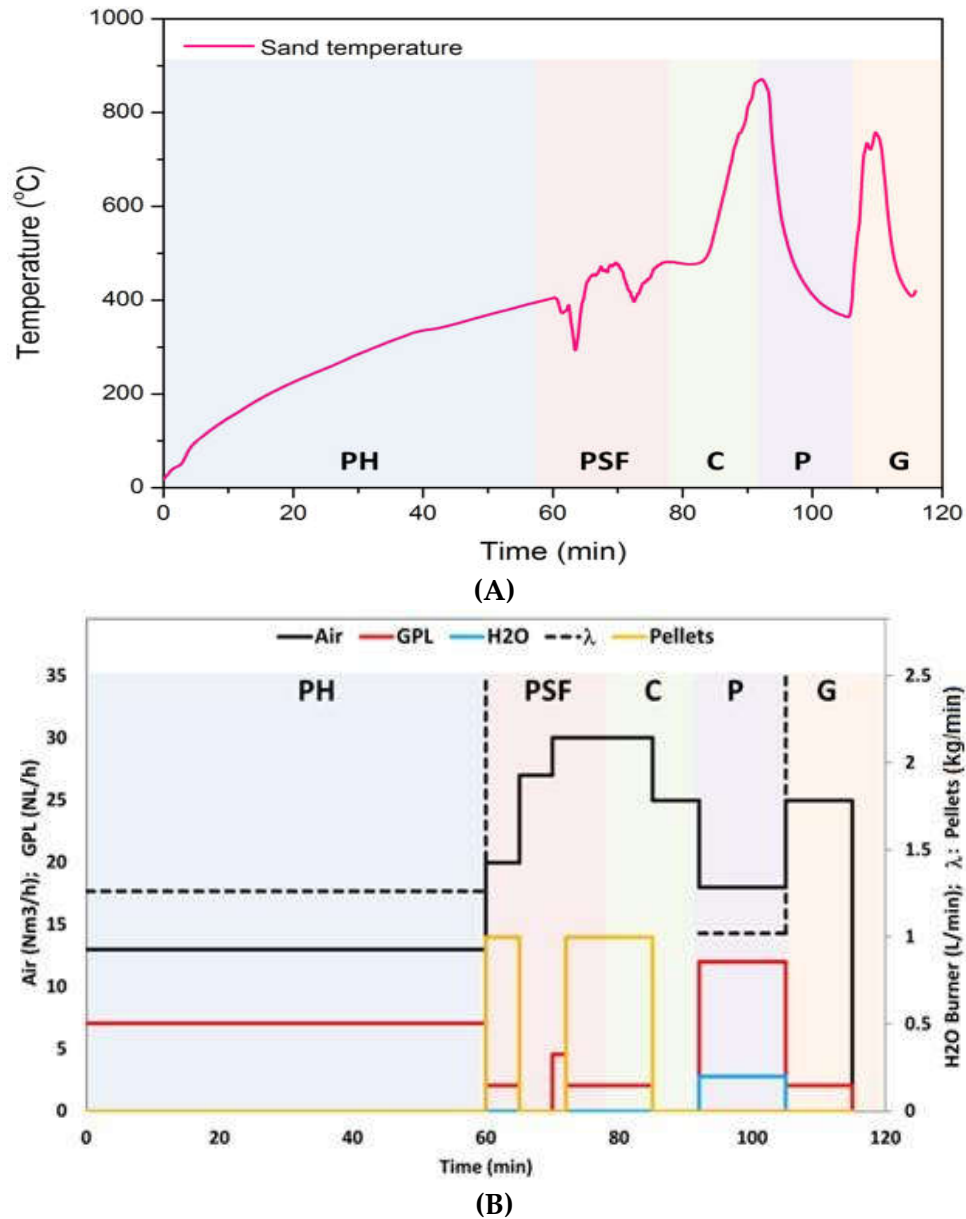 1000
800
600
400
200
0
Temperature (°C)
Sand temperature
PH PSF C P G
0 20 40 60 80 100 120
Time (min)
(A)
Air GPL H2O λ Pellets
PH PSF C P G
35
30
25
20
15
10
5
0
Air (Nm3/h); GPL (NL/h)
2.5
2
1.5
1
0.5
0
H2O Burner (L/min); λ: Pellets (kg/min)
0 20 40 60 80 100 120
Time (min)
(B)